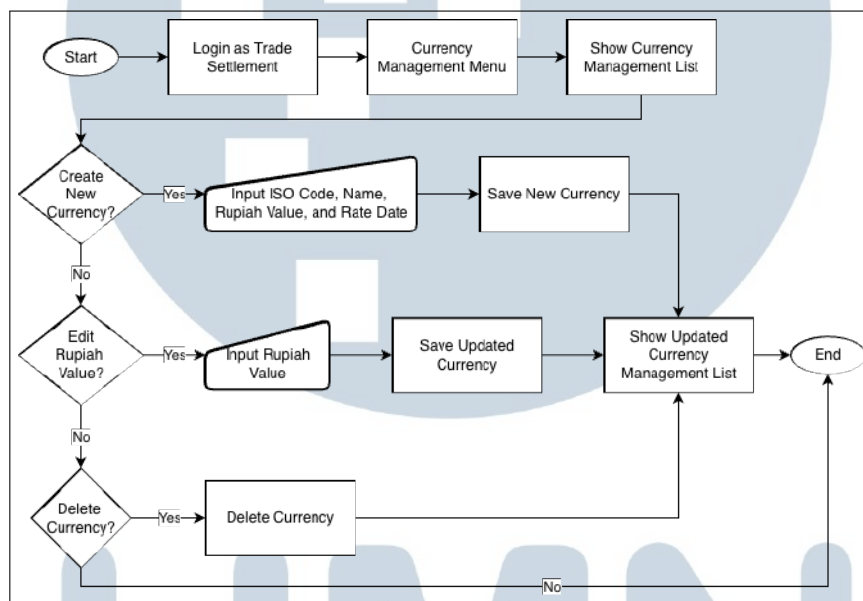 Start
Login as Trade
Settlement
Currency
Management Menu
Show Currency
Management List
Create
New
Currency?
Yes
Input ISO Code, Name,
Rupiah Value, and Rate Date
Save New Currency
No
Edit
Rupiah
Value?
Yes
Input Rupiah
Value
Save Updated
Currency
Show Updated
Currency
Management List
End
No
Delete
Currency?
Yes
Delete Currency
No